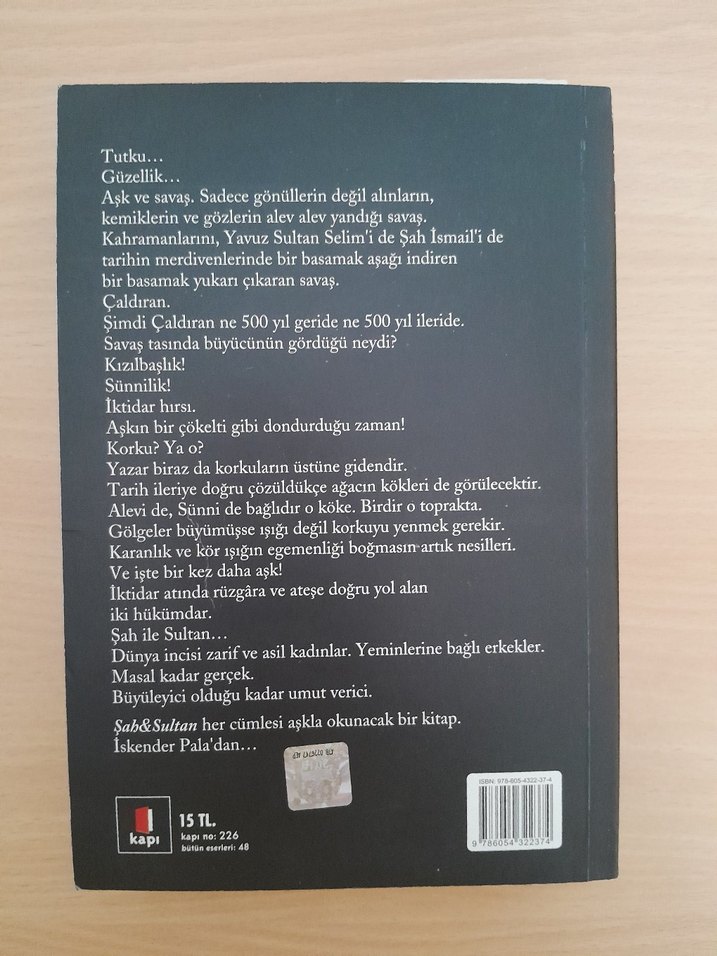 Tutku…
Güzellik…
Aşk ve savaş. Sadece gönüllerin değil alınların,
kemiklerin ve gözlerin alev alev yandığı savaş.
Kahramanlarını, Yavuz Sultan Selim'i de Şah İsmail'i de
tarihin merdivenlerinde bir basamak aşağı indiren
bir basamak yukarı çıkaran savaş.
Çaldıran.
Şimdi Çaldıran ne 500 yıl geride ne 500 yıl ileride.
Savaş tasında büyücünün gördüğü neydi?
Kızılbaşlık!
Sünnilik!
İktidar hırsı.
Aşkın bir çökelti gibi dondurduğu zaman!
Korku? Ya o?
Yazar biraz da korkuların üstüne gidendir.
Tarih ileriye doğru çözüldükçe ağacın kökleri de görülecektir.
Alevi de, Sünni de bağlıdır o köke. Birdir o toprakta.
Gölgeler büyümüşse ışığı değil korkuyu yenmek gerekir.
Karanlık ve kör ışığın egemenliği boğmasın artık nesilleri.
Ve işte bir kez daha aşk!
İktidar atında rüzgâra ve ateşe doğru yol alan
iki hükümdar.
Şah ile Sultan…
Dünya incisi zarif ve asil kadınlar. Yeminlerine bağlı erkekler.
Masal kadar gerçek.
Büyüleyici olduğu kadar umut verici.
Şah&Sultan her cümlesi aşkla okunacak bir kitap.
İskender Pala'dan…
kapı
15 TL.
kapı no: 226
bütün eserleri: 48
ISBN: 978-605-4322-37-4
9 786054 322374